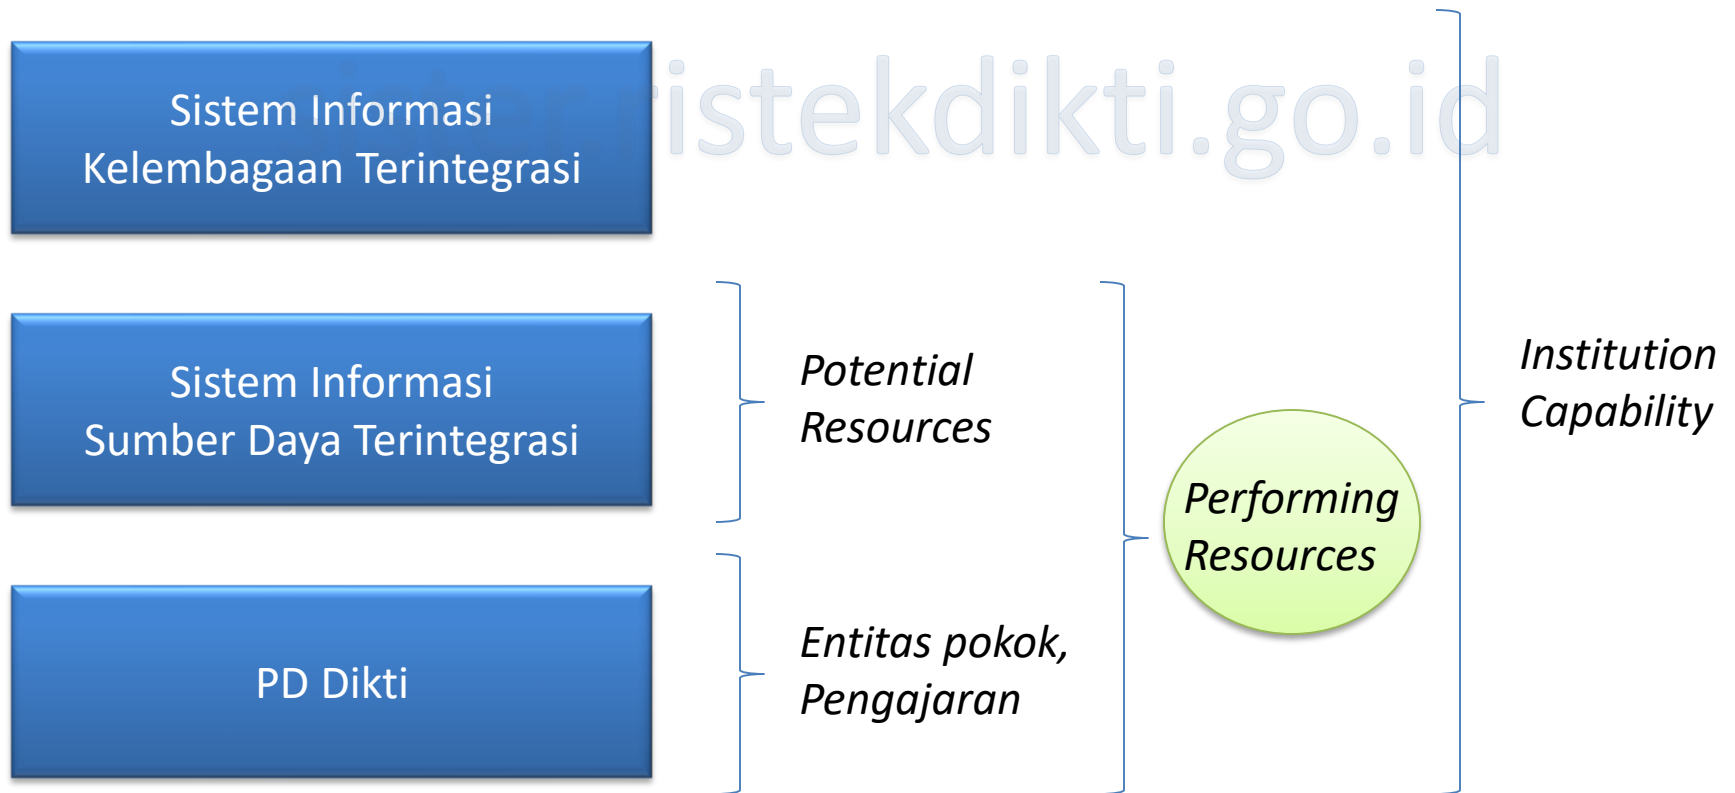 Sistem Informasi
Kelembagaan Terintegrasi
ristekdikti.go.id
Sistem Informasi
Sumber Daya Terintegrasi
Potential
Resources
Performing
Resources
Institution
Capability
PD Dikti
Entitas pokok,
Pengajaran